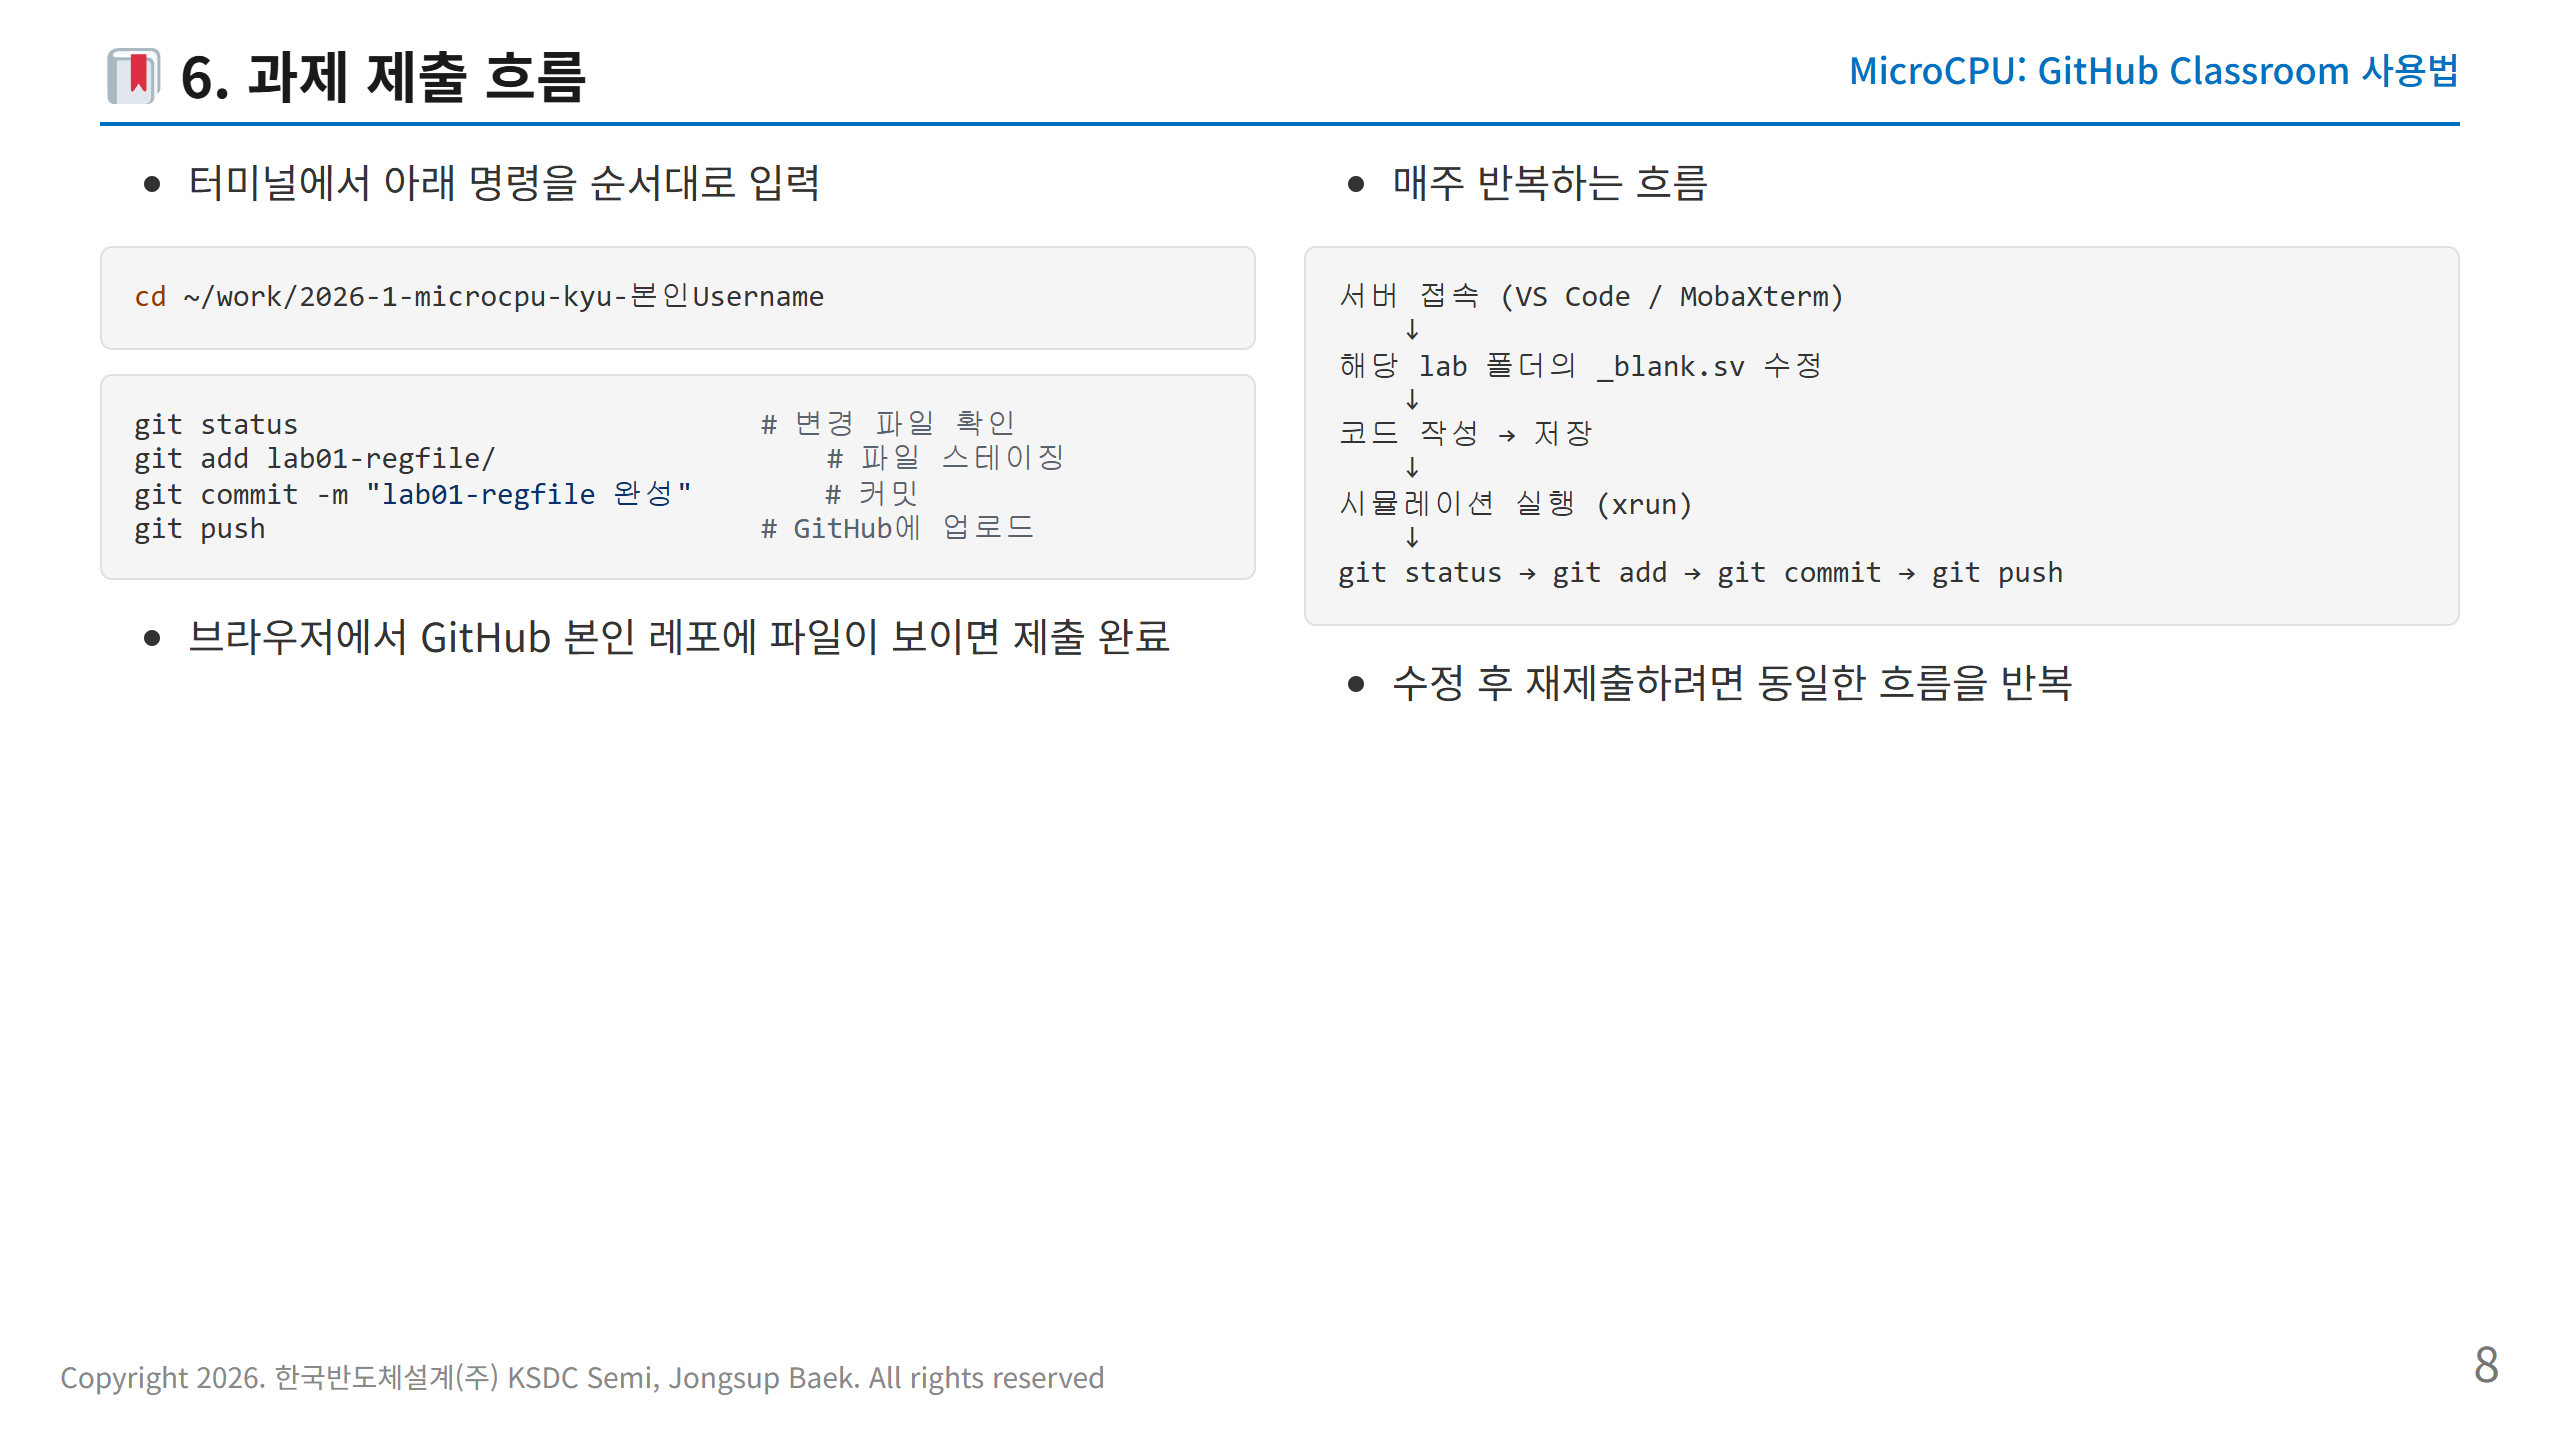 6. 과제 제출 흐름
MicroCPU: GitHub Classroom 사용법
● 터미널에서 아래 명령을 순서대로 입력
cd ~/work/2026-1-microcpu-kyu-본인Username
git status # 변경 파일 확인
git add lab01-regfile/ # 파일 스테이징
git commit -m "lab01-regfile 완성" # 커밋
git push # GitHub에 업로드
● 브라우저에서 GitHub 본인 레포에 파일이 보이면 제출 완료
● 매주 반복하는 흐름
서버 접속 (VS Code / MobaXterm)
↓
해당 lab 폴더의 _blank.sv 수정
↓
코드 작성 → 저장
↓
시뮬레이션 실행 (xrun)
↓
git status → git add → git commit → git push
● 수정 후 재제출하려면 동일한 흐름을 반복
Copyright 2026. 한국반도체설계(주) KSDC Semi, Jongsup Baek. All rights reserved
8